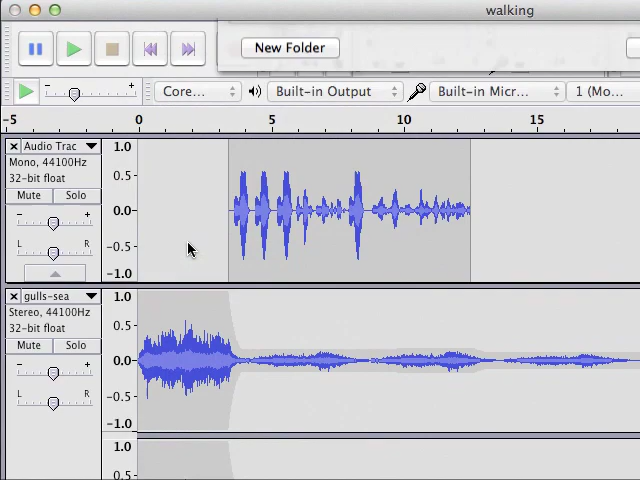 walking
New Folder
- +
Core... Built-in Output Built-in Micr... 1 (Mo...
-5 0 5 10 15
Audio Trac 1.0
Mono, 44100Hz
32-bit float 0.5
Mute Solo
- + 0.0
L R -0.5
-1.0
gulls-sea 1.0
Stereo, 44100Hz
32-bit float 0.5
Mute Solo
- + 0.0
L R -0.5
-1.0
1.0
0.5